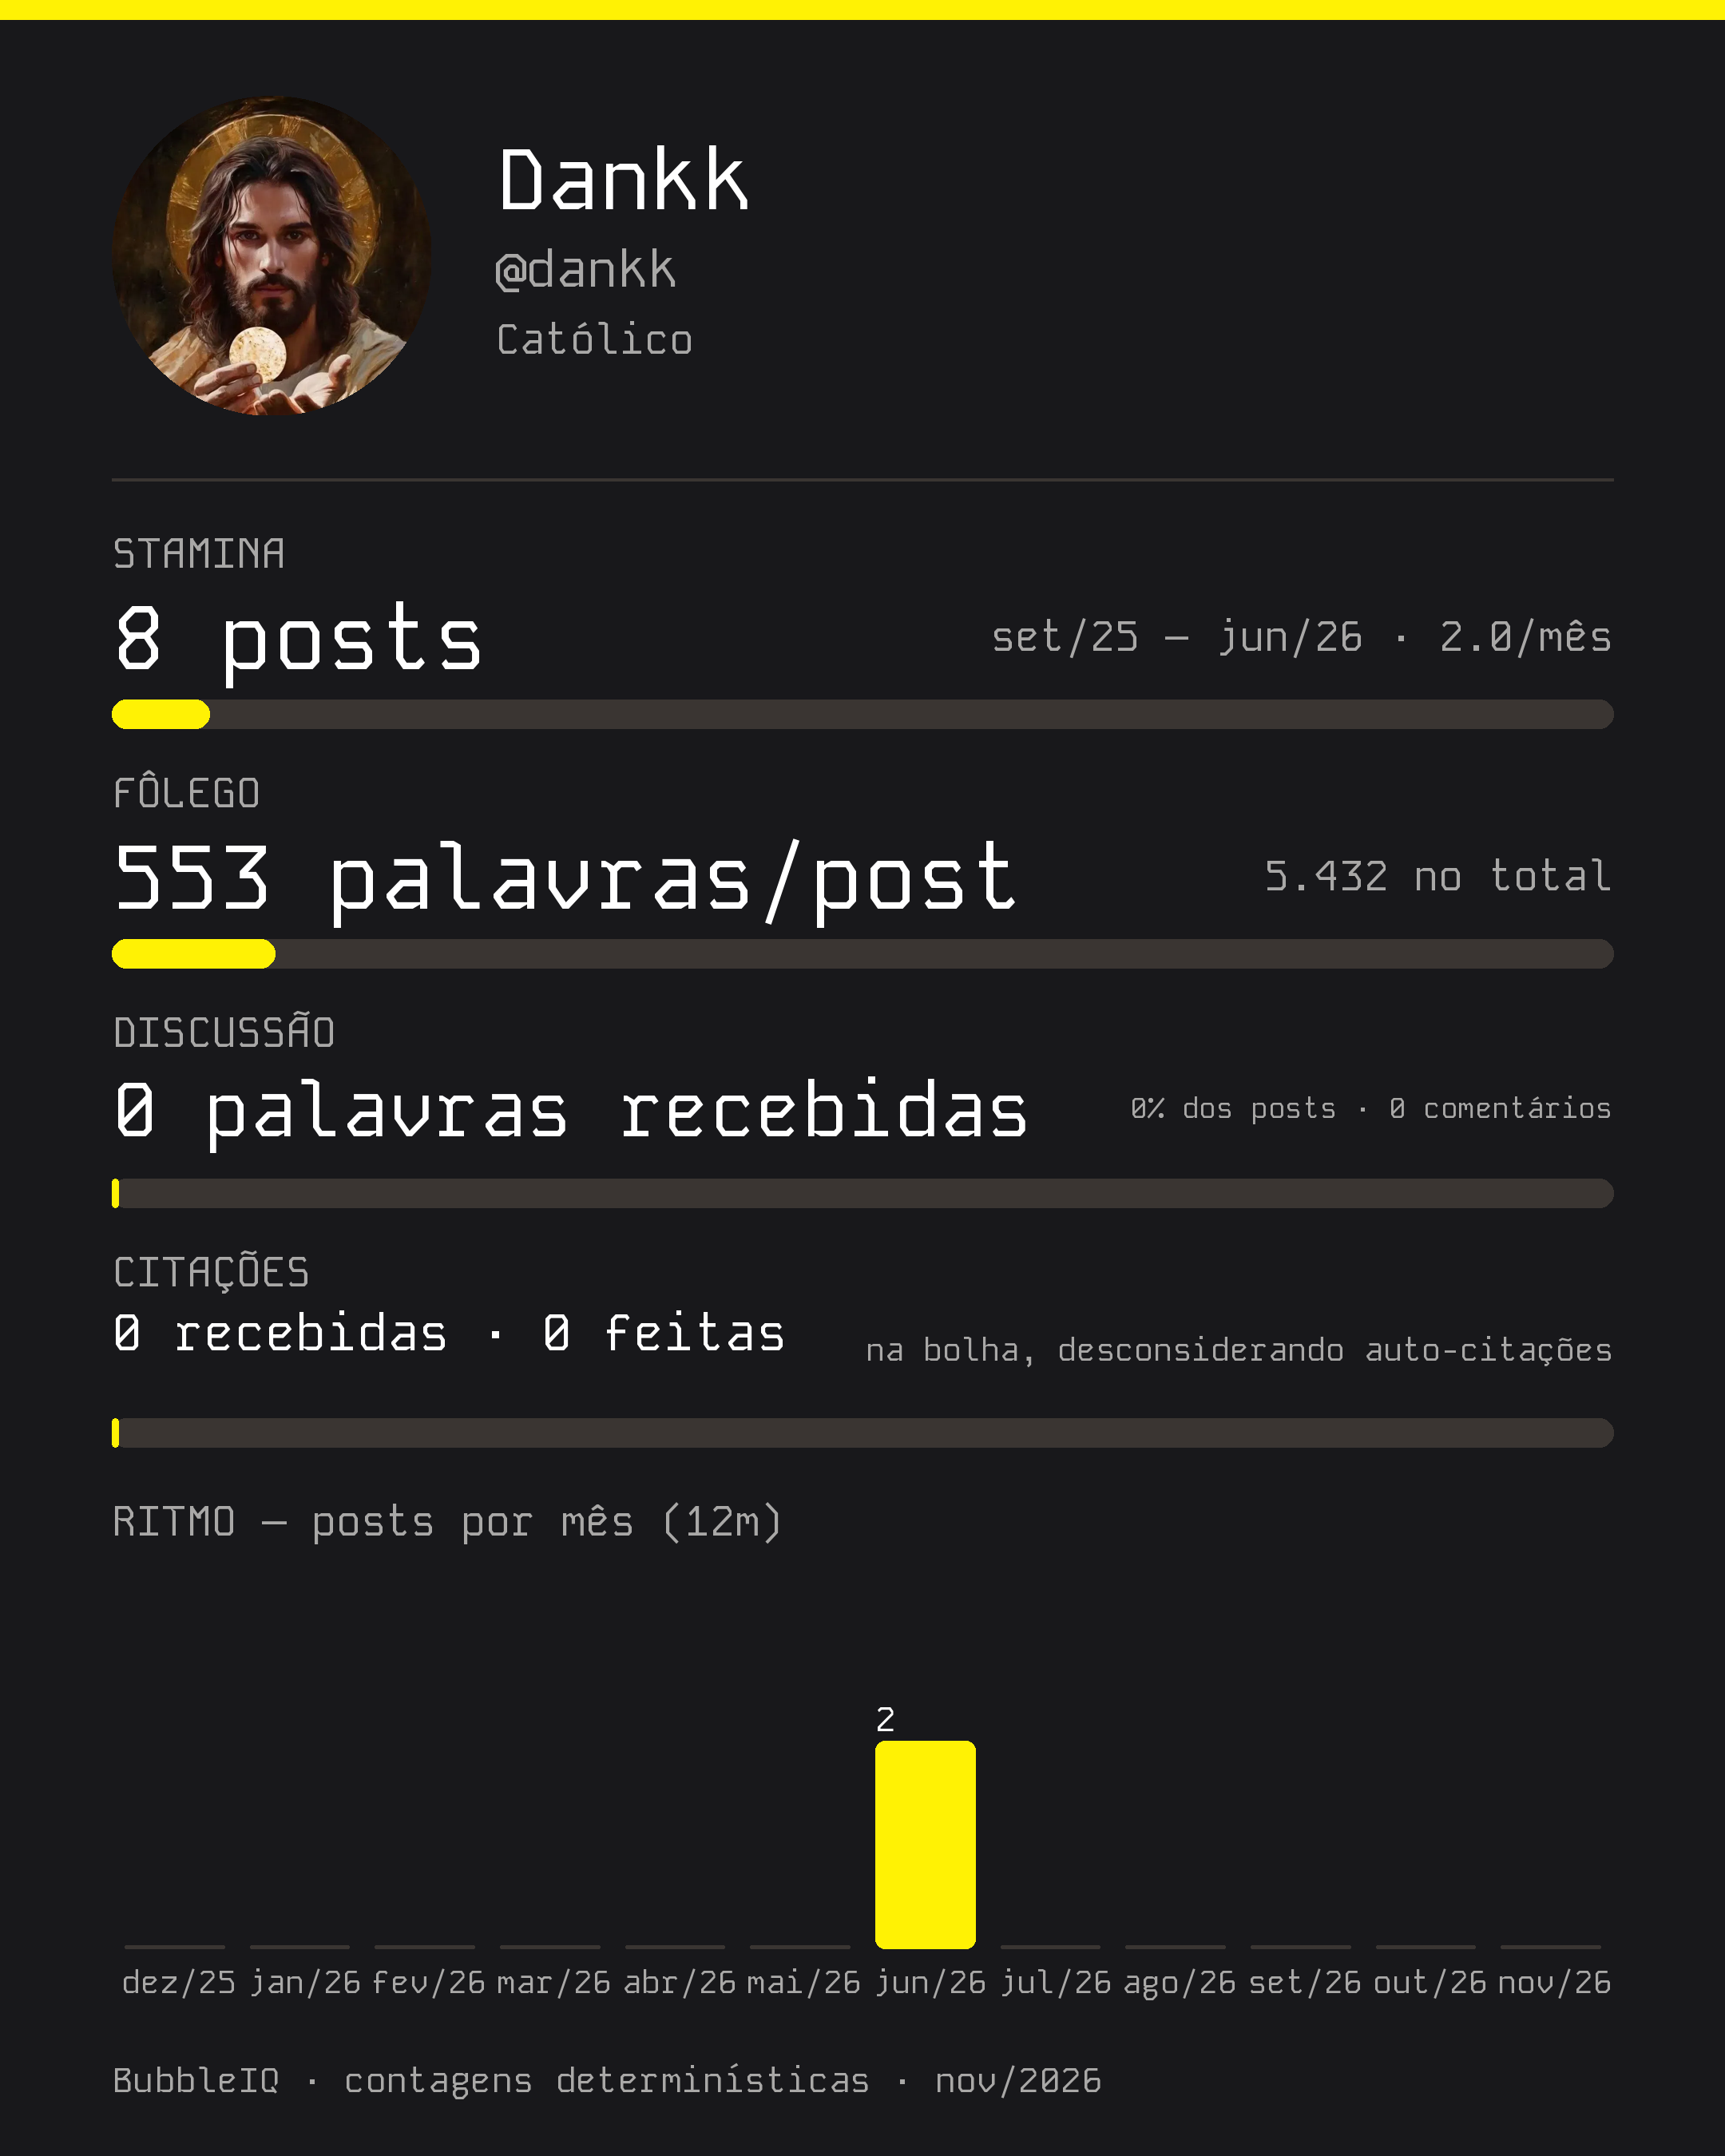 Dankk
@dankk
Católico
STAMINA
8 posts
set/25 — jun/26 · 2.0/mês
FÔLEGO
553 palavras/post
5.432 no total
DISCUSSÃO
0 palavras recebidas
0% dos posts · 0 comentários
CITAÇÕES
0 recebidas · 0 feitas
na bolha, desconsiderando auto-citações
RITMO — posts por mês (12m)
2
dez/25 jan/26 fev/26 mar/26 abr/26 mai/26 jun/26 jul/26 ago/26 set/26 out/26 nov/26
BubbleIQ · contagens determinísticas · nov/2026